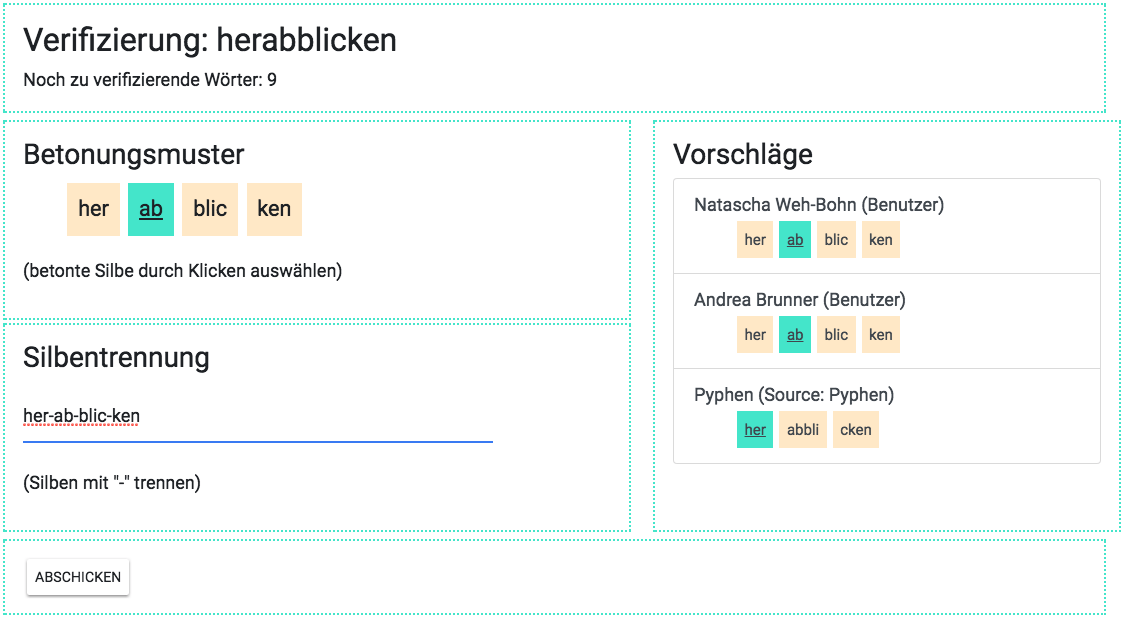 Verifizierung: herabblicken
Noch zu verifizierende Wörter: 9
Betonungsmuster
her ab blic ken
(betonte Silbe durch Klicken auswählen)
Silbentrennung
her-ab-blic-ken
(Silben mit "-" trennen)
Vorschläge
Natascha Weh-Bohn (Benutzer)
her ab blic ken
Andrea Brunner (Benutzer)
her ab blic ken
Pyphen (Source: Pyphen)
her abbli cken
ABSCHICKEN